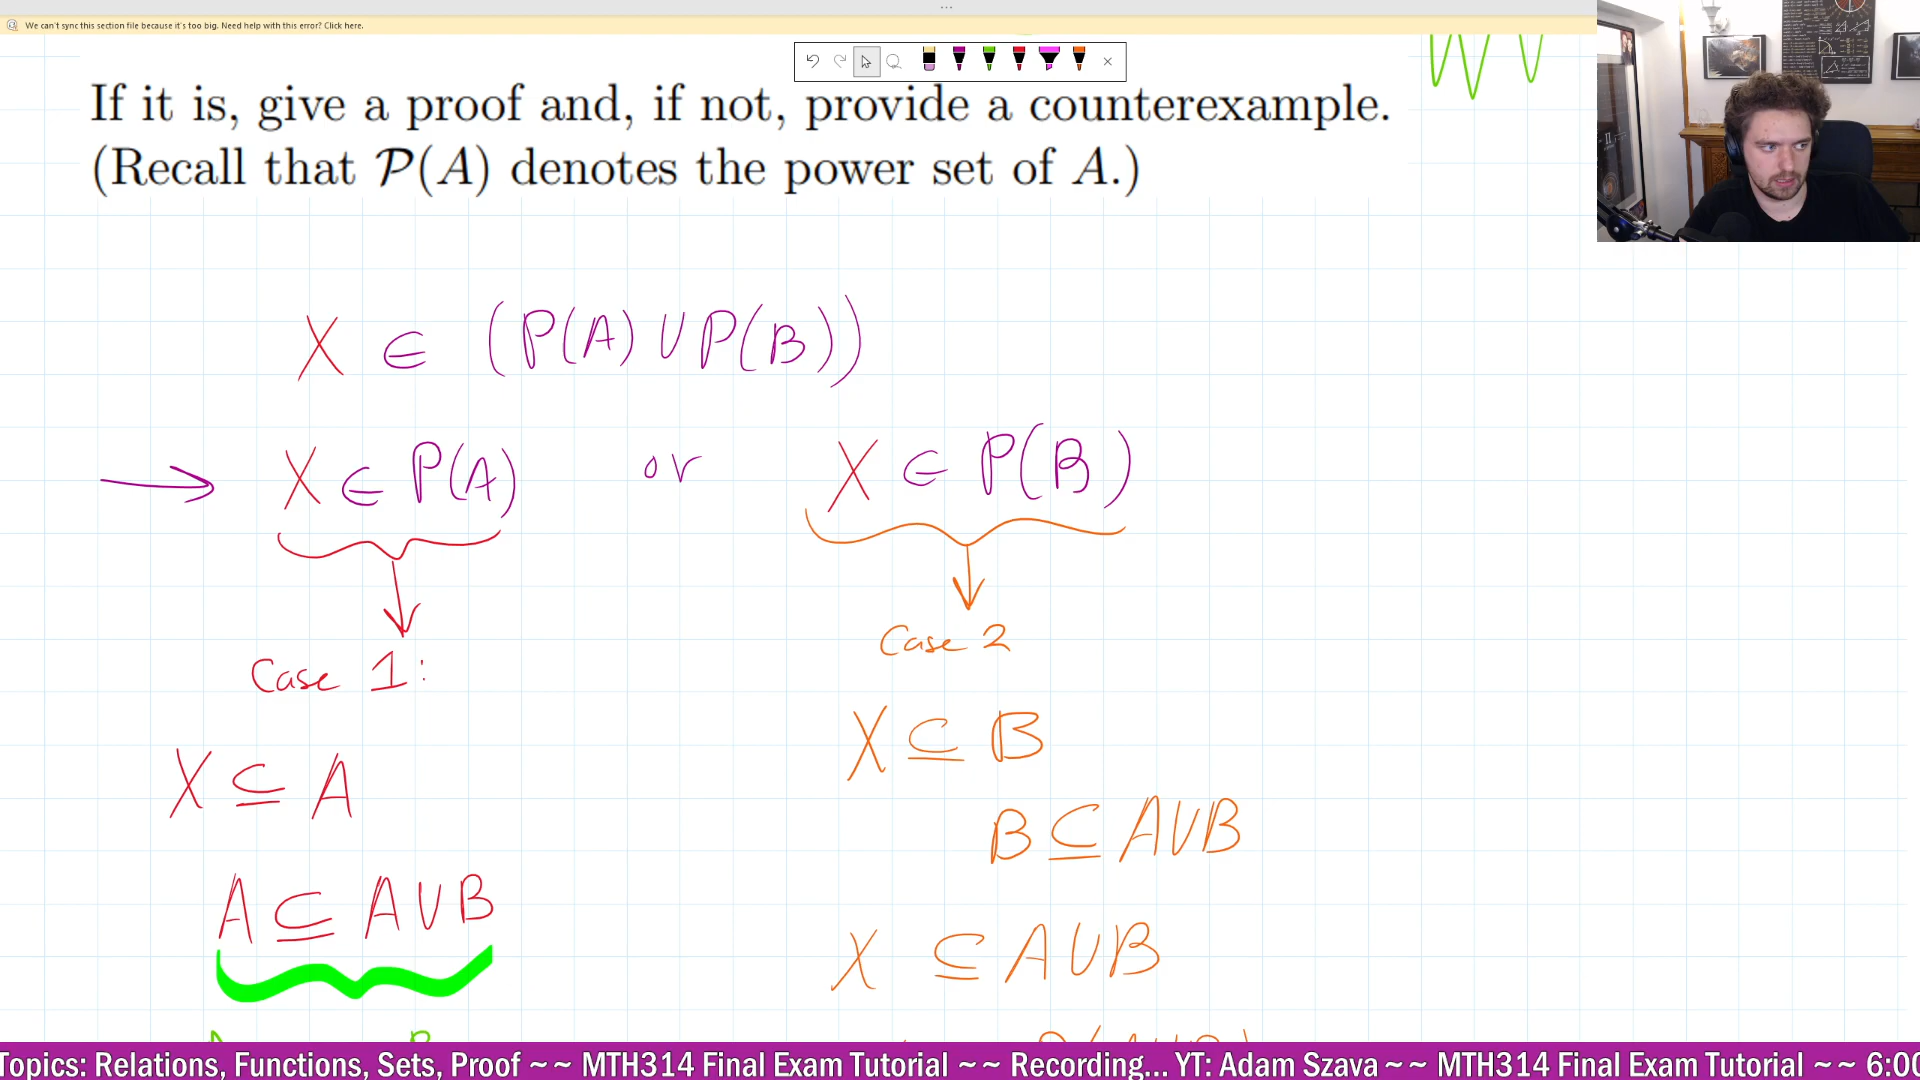 We can't sync this section file because it's too big. Need help with this error? Click here.
If it is, give a proof and, if not, provide a counterexample.
(Recall that 𝒫(A) denotes the power set of A.)
X ∈ (P(A) ∪ P(B))
→ X ∈ P(A) or X ∈ P(B)
Case 1:
Case 2
X ⊆ A
X ⊆ B
B ⊆ A∪B
A ⊆ A∪B
X ⊆ A∪B
Topics: Relations, Functions, Sets, Proof ~~ MTH314 Final Exam Tutorial ~~ Recording... YT: Adam Szava ~~ MTH314 Final Exam Tutorial ~~ 6:00